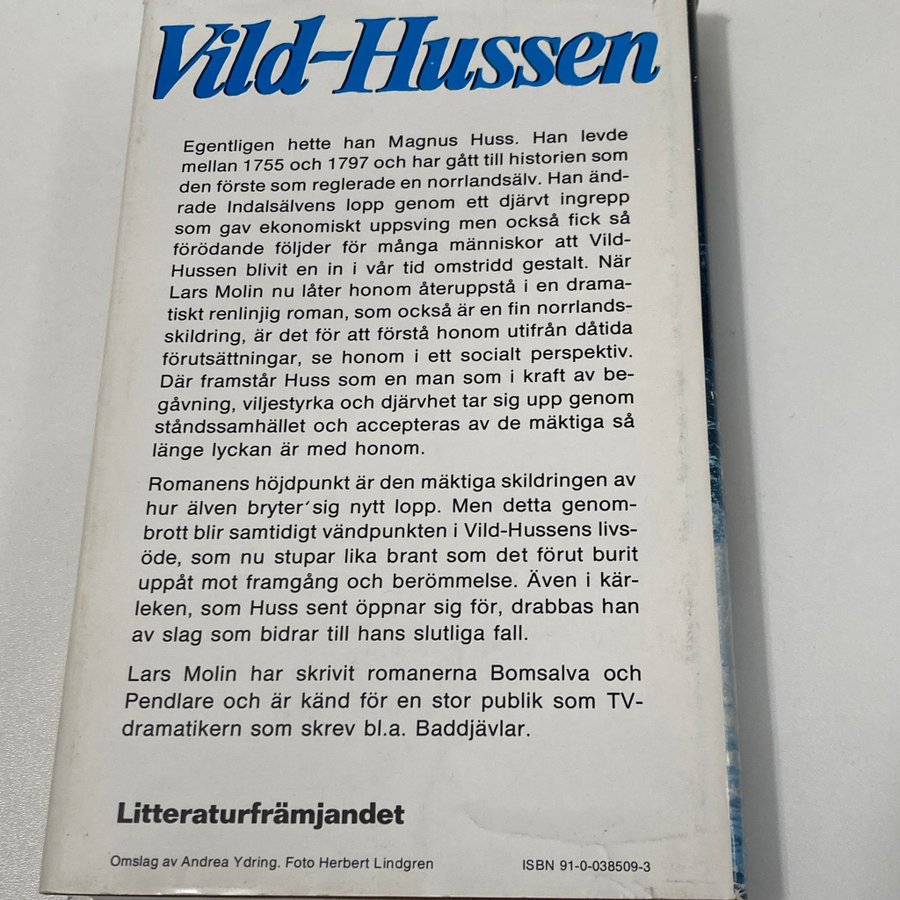 Vild-Hussen
Egentligen hette han Magnus Huss. Han levde
mellan 1755 och 1797 och har gått till historien som
den förste som reglerade en norrlandsälv. Han änd-
rade Indalsälvens lopp genom ett djärvt ingrepp
som gav ekonomiskt uppsving men också fick så
förödande följder för många människor att Vild-
Hussen blivit en in i vår tid omstridd gestalt. När
Lars Molin nu låter honom återuppstå i en drama-
tiskt renlinjig roman, som också är en fin norrlands-
skildring, är det för att förstå honom utifrån dåtida
förutsättningar, se honom i ett socialt perspektiv.
Där framstår Huss som en man som i kraft av be-
gåvning, viljestyrka och djärvhet tar sig upp genom
ståndssamhället och accepteras av de mäktiga så
länge lyckan är med honom.
Romanens höjdpunkt är den mäktiga skildringen av
hur älven bryter sig nytt lopp. Men detta genom-
brott blir samtidigt vändpunkten i Vild-Hussens livs-
öde, som nu stupar lika brant som det förut burit
uppåt mot framgång och berömmelse. Även i kär-
leken, som Huss sent öppnar sig för, drabbas han
av slag som bidrar till hans slutliga fall.
Lars Molin har skrivit romanerna Bomsalva och
Pendlare och är känd för en stor publik som TV-
dramatikern som skrev bl.a. Baddjävlar.
Litteraturfrämjandet
Omslag av Andrea Ydring. Foto Herbert Lindgren
ISBN 91-0-038509-3